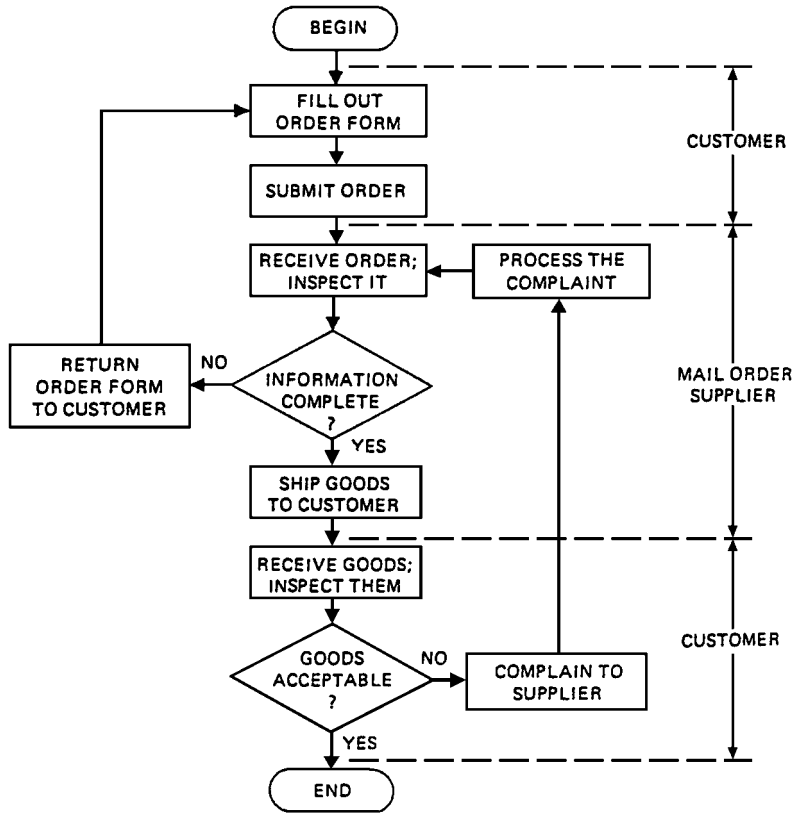 BEGIN
FILL OUT
ORDER FORM
CUSTOMER
SUBMIT ORDER
RECEIVE ORDER;
INSPECT IT
PROCESS THE
COMPLAINT
RETURN
ORDER FORM
TO CUSTOMER
NO
INFORMATION
COMPLETE
?
YES
MAIL ORDER
SUPPLIER
SHIP GOODS
TO CUSTOMER
RECEIVE GOODS;
INSPECT THEM
GOODS
ACCEPTABLE
?
NO
COMPLAIN TO
SUPPLIER
CUSTOMER
YES
END